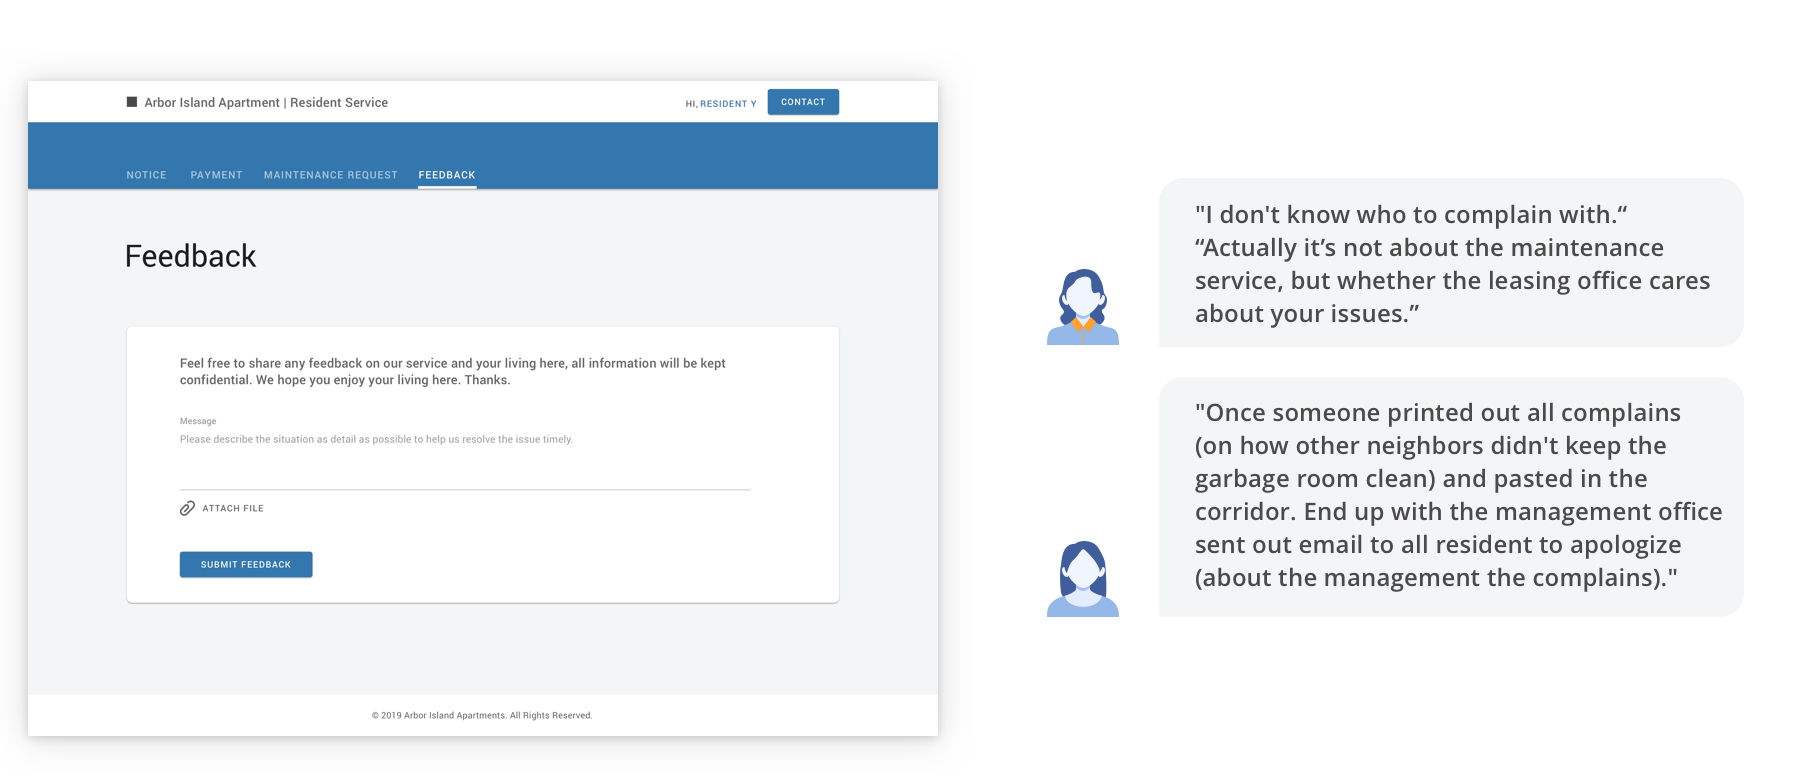 Arbor Island Apartment | Resident Service
HI, RESIDENT Y
CONTACT
NOTICE
PAYMENT
MAINTENANCE REQUEST
FEEDBACK
Feedback
Feel free to share any feedback on our service and your living here, all information will be kept
confidential. We hope you enjoy your living here. Thanks.
Message
Please describe the situation as detail as possible to help us resolve the issue timely.
ATTACH FILE
SUBMIT FEEDBACK
© 2019 Arbor Island Apartments. All Rights Reserved.
"I don't know who to complain with.“
“Actually it’s not about the maintenance
service, but whether the leasing office cares
about your issues.”
"Once someone printed out all complains
(on how other neighbors didn't keep the
garbage room clean) and pasted in the
corridor. End up with the management office
sent out email to all resident to apologize
(about the management the complains)."